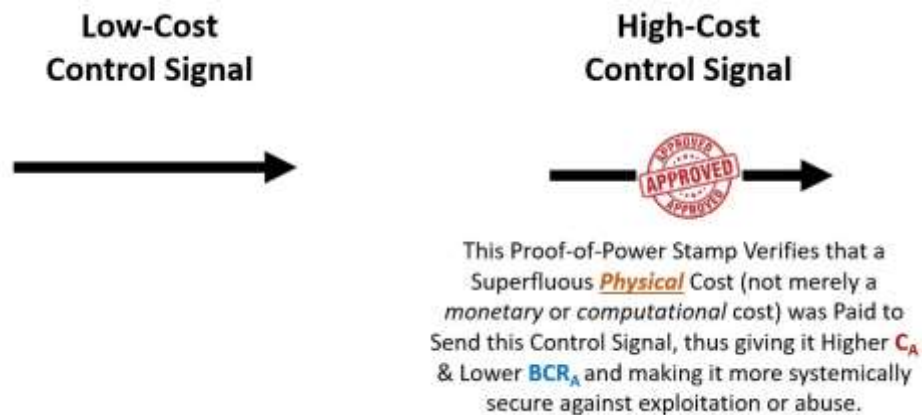 Low-Cost
Control Signal
High-Cost
Control Signal
APPROVED
APPROVED
APPROVED
This Proof-of-Power Stamp Verifies that a
Superfluous Physical Cost (not merely a
monetary or computational cost) was Paid to
Send this Control Signal, thus giving it Higher CA
& Lower BCRA and making it more systemically
secure against exploitation or abuse.